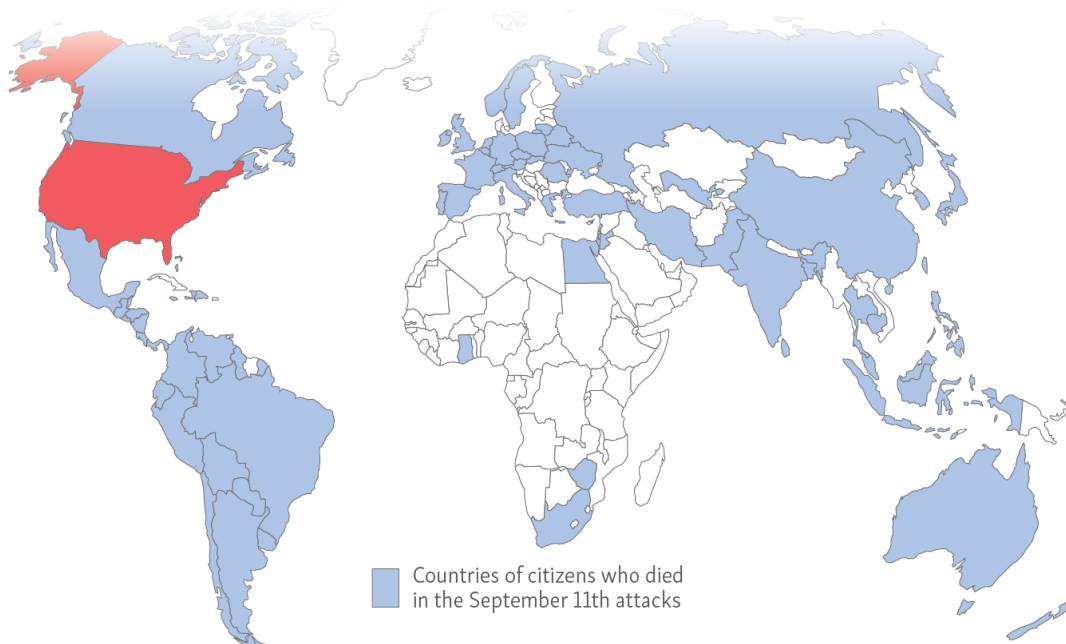 Countries of citizens who died
in the September 11th attacks